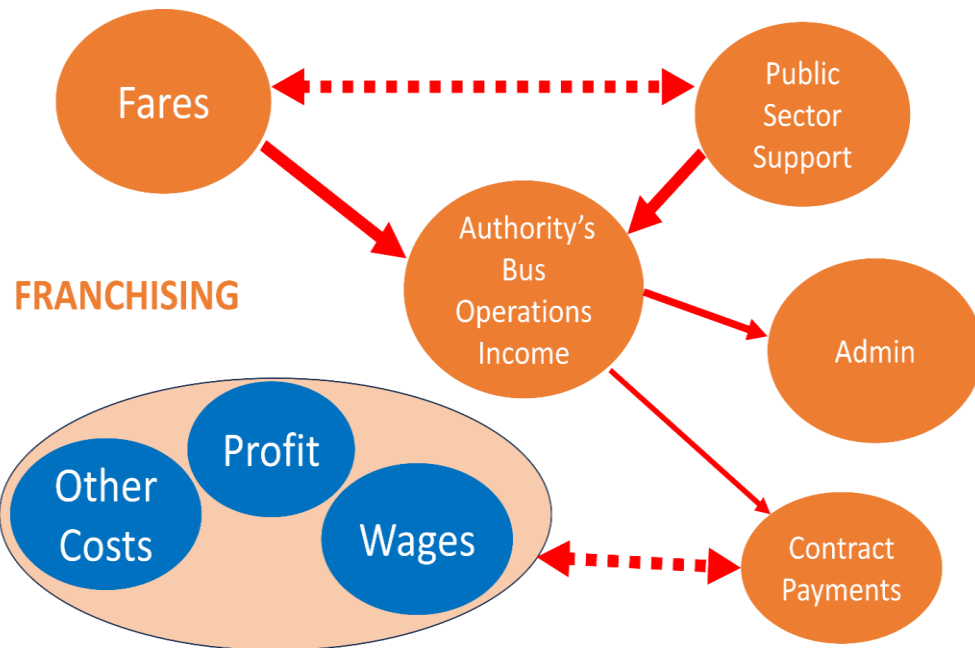 Fares
Public
Sector
Support
Authority’s
Bus
Operations
Income
FRANCHISING
Admin
Profit
Other
Costs
Wages
Contract
Payments